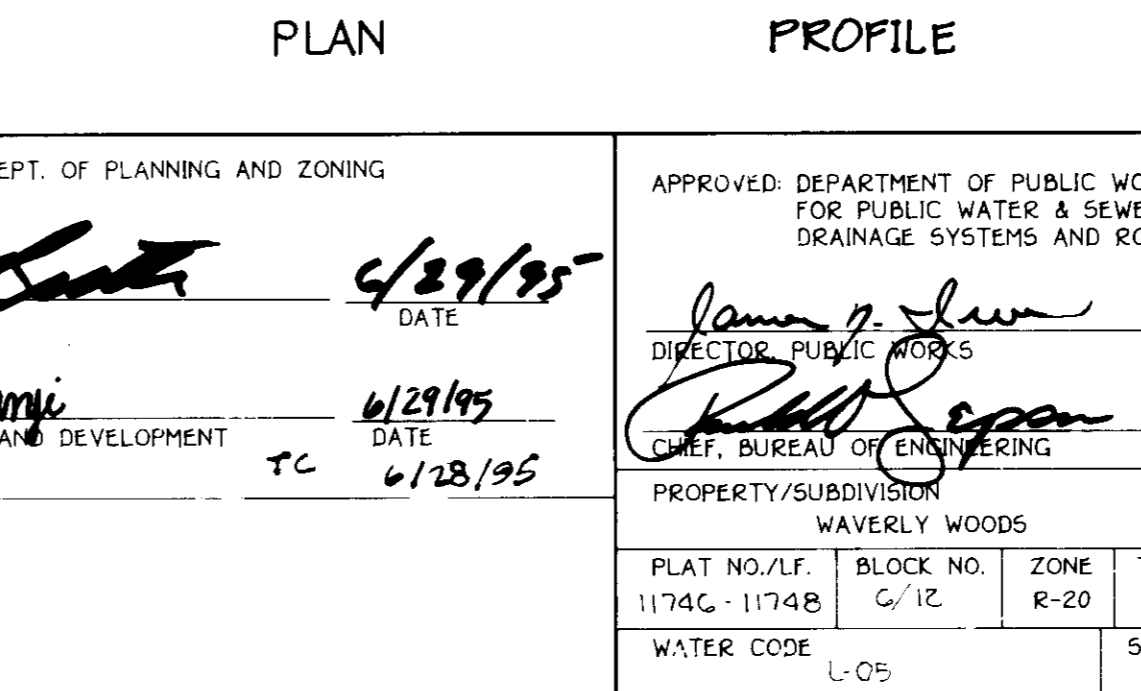 PLAN
PROFILE
EPT. OF PLANNING AND ZONING
6/29/95
DATE
6/29/95
AND DEVELOPMENT
DATE
TC 6/28/95
APPROVED: DEPARTMENT OF PUBLIC WO
FOR PUBLIC WATER & SEWE
DRAINAGE SYSTEMS AND RO
James N. Irwin
DIRECTOR, PUBLIC WORKS
CHIEF, BUREAU OF ENGINEERING
PROPERTY/SUBDIVISION
WAVERLY WOODS
PLAT NO./LF. BLOCK NO. ZONE
11746-11748 6/12 R-20
WATER CODE S
L-05